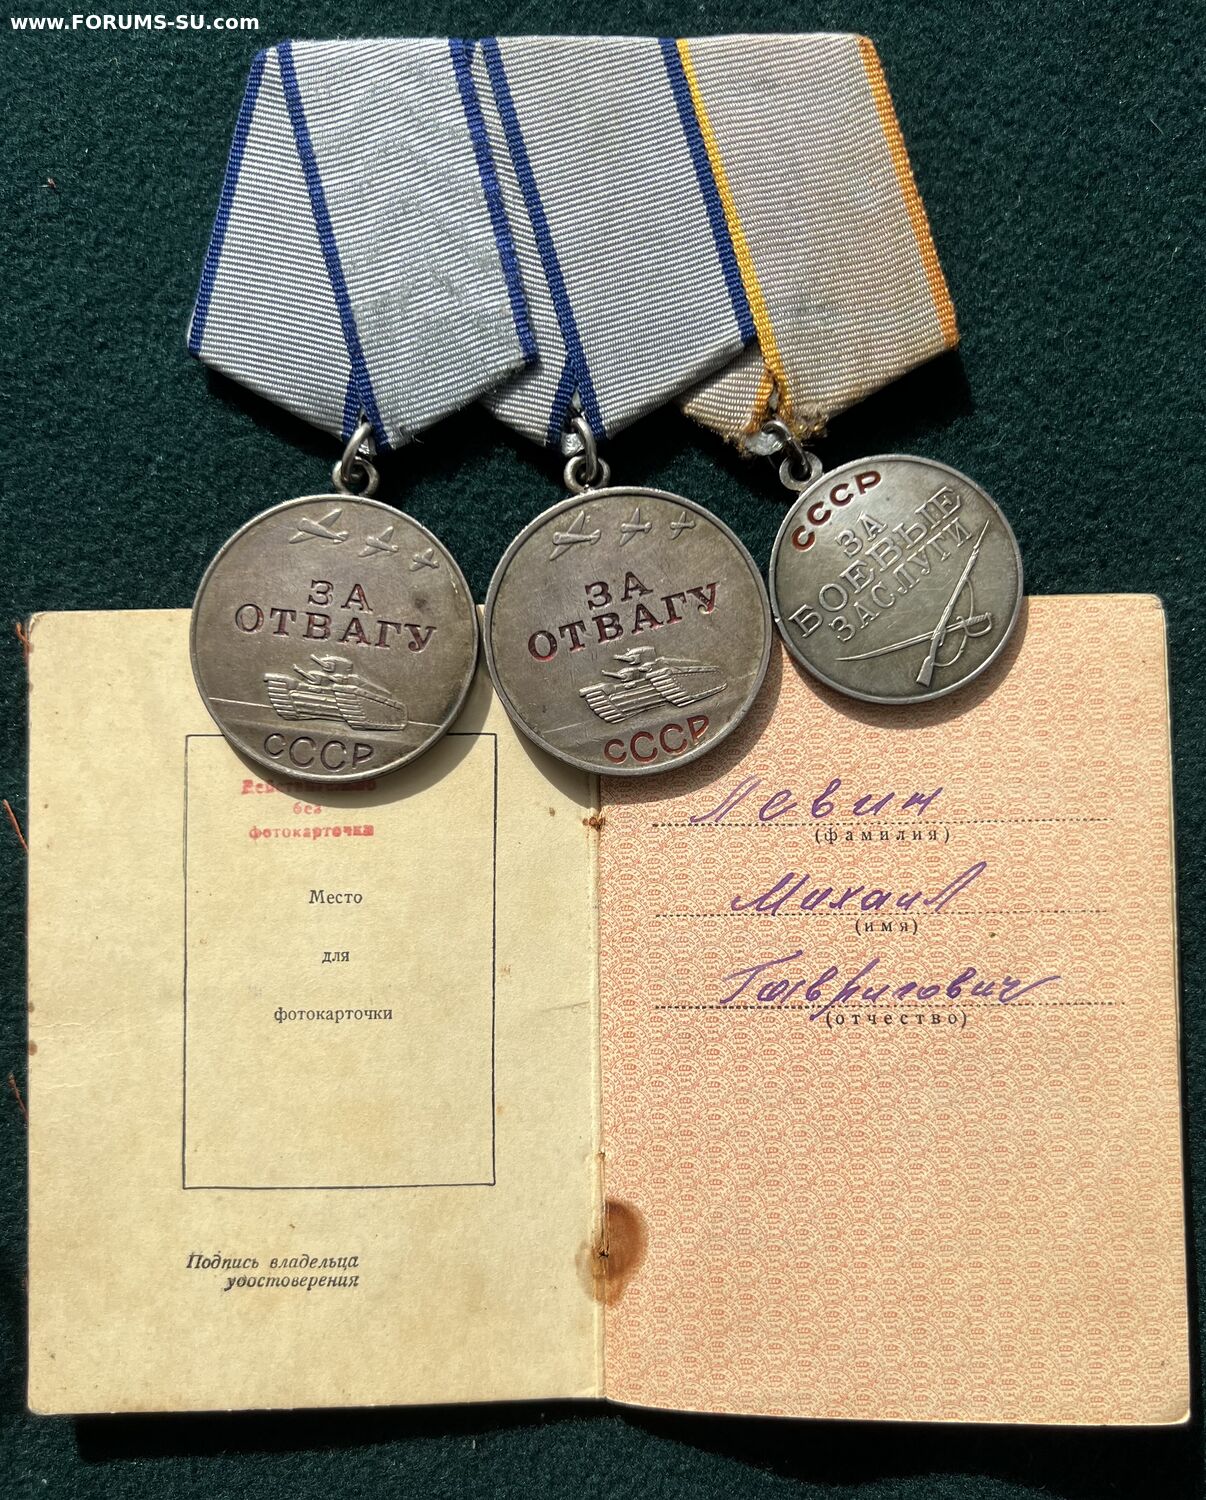 www.FORUMS-SU.com
ЗА
ОТВАГУ
СССР
ЗА
ОТВАГУ
СССР
СССР
ЗА
БОЕВЫЕ
ЗАСЛУГИ
Действительно
без
фотокарточки
Место
для
фотокарточки
Подпись владельца
удостоверения
Левин
(фамилия)
Михаил
(имя)
Гаврилович
(отчество)